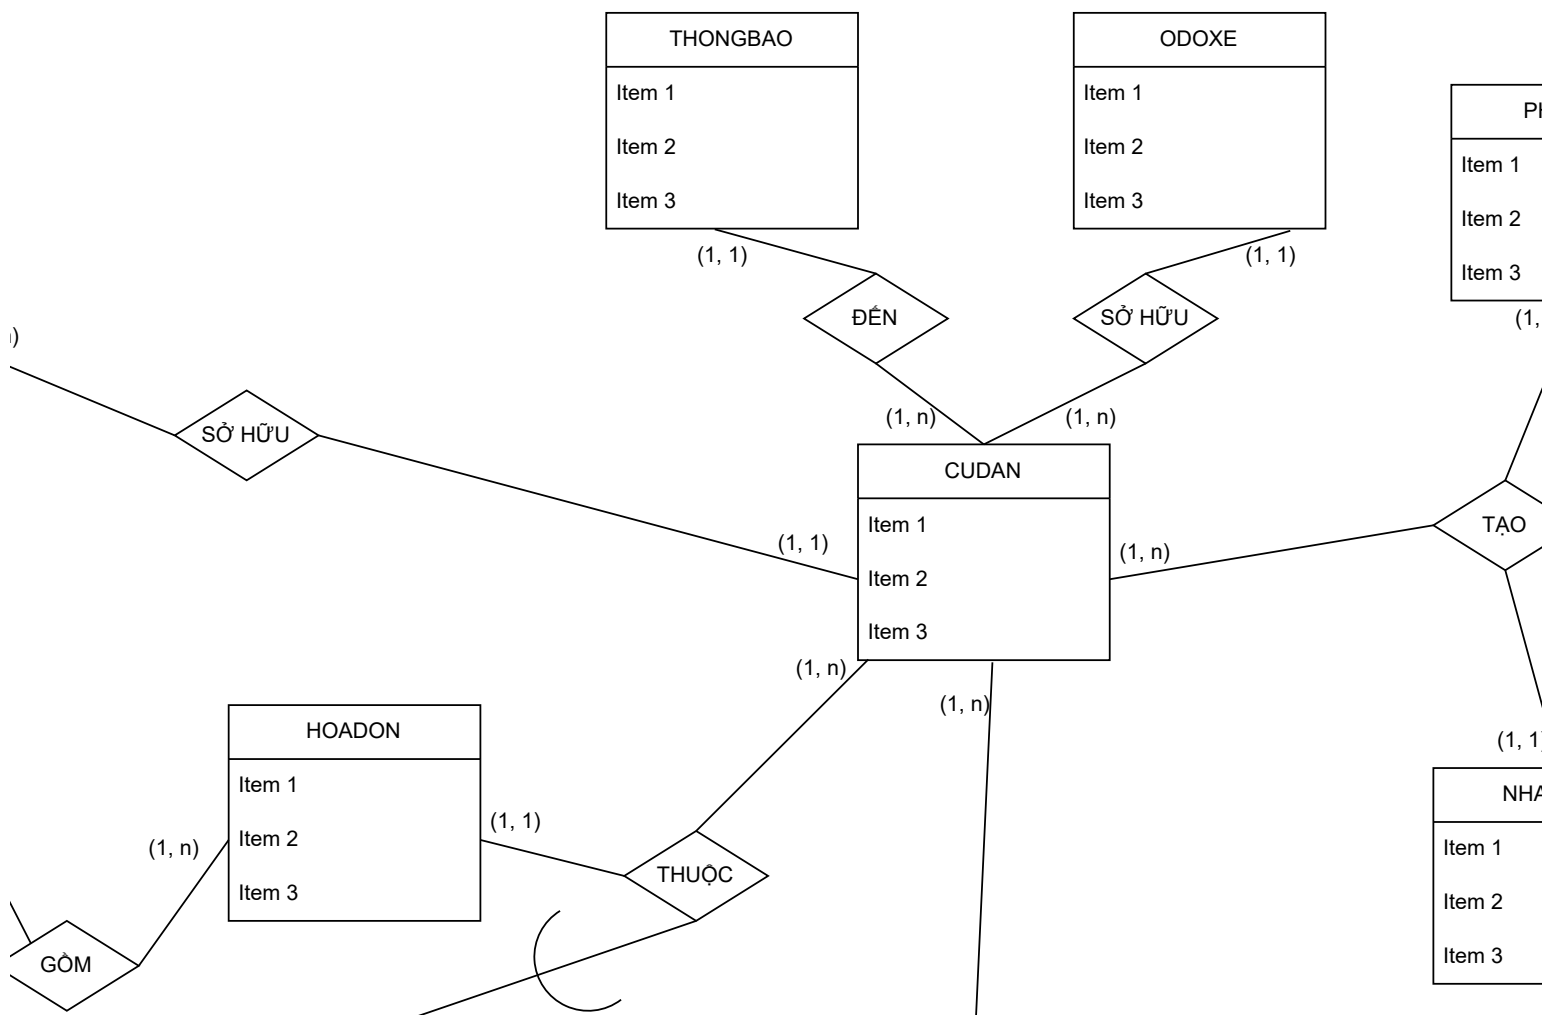 THONGBAO
Item 1
Item 2
Item 3
(1, 1)
ODOXE
Item 1
Item 2
Item 3
(1, 1)
Item 1
Item 2
Item 3
ĐẾN
SỞ HỮU
(1, n)
(1, n)
SỞ HỮU
(1, 1)
CUDAN
Item 1
Item 2
Item 3
(1, n)
TẠO
(1, n)
(1, n)
HOADON
Item 1
Item 2
Item 3
(1, n)
(1, 1)
THUỘC
GỒM
(1, 1)
Item 1
Item 2
Item 3